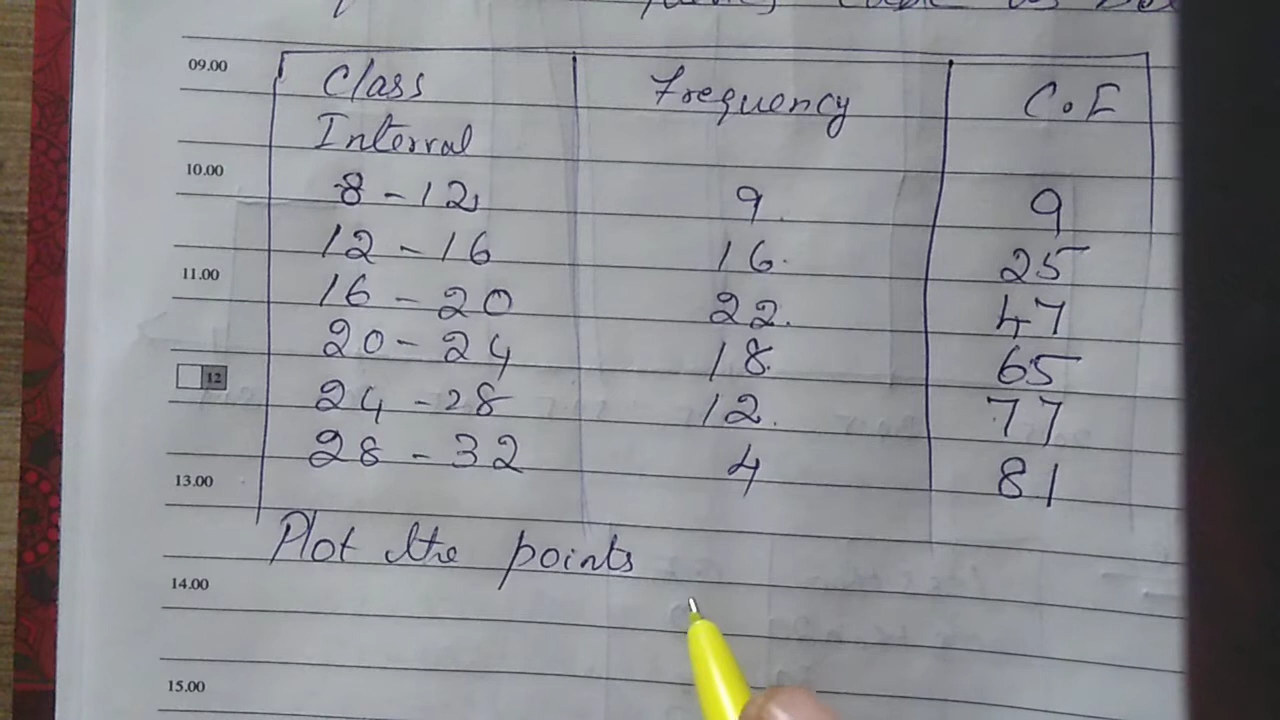 09.00
Class Frequency C.F
Interval
10.00
8 - 12 9 9
12 - 16 16 25
11.00
16 - 20 22 47
20 - 24 18 65
12
24 - 28 12 77
28 - 32 4 81
13.00
Plot the points
14.00
15.00